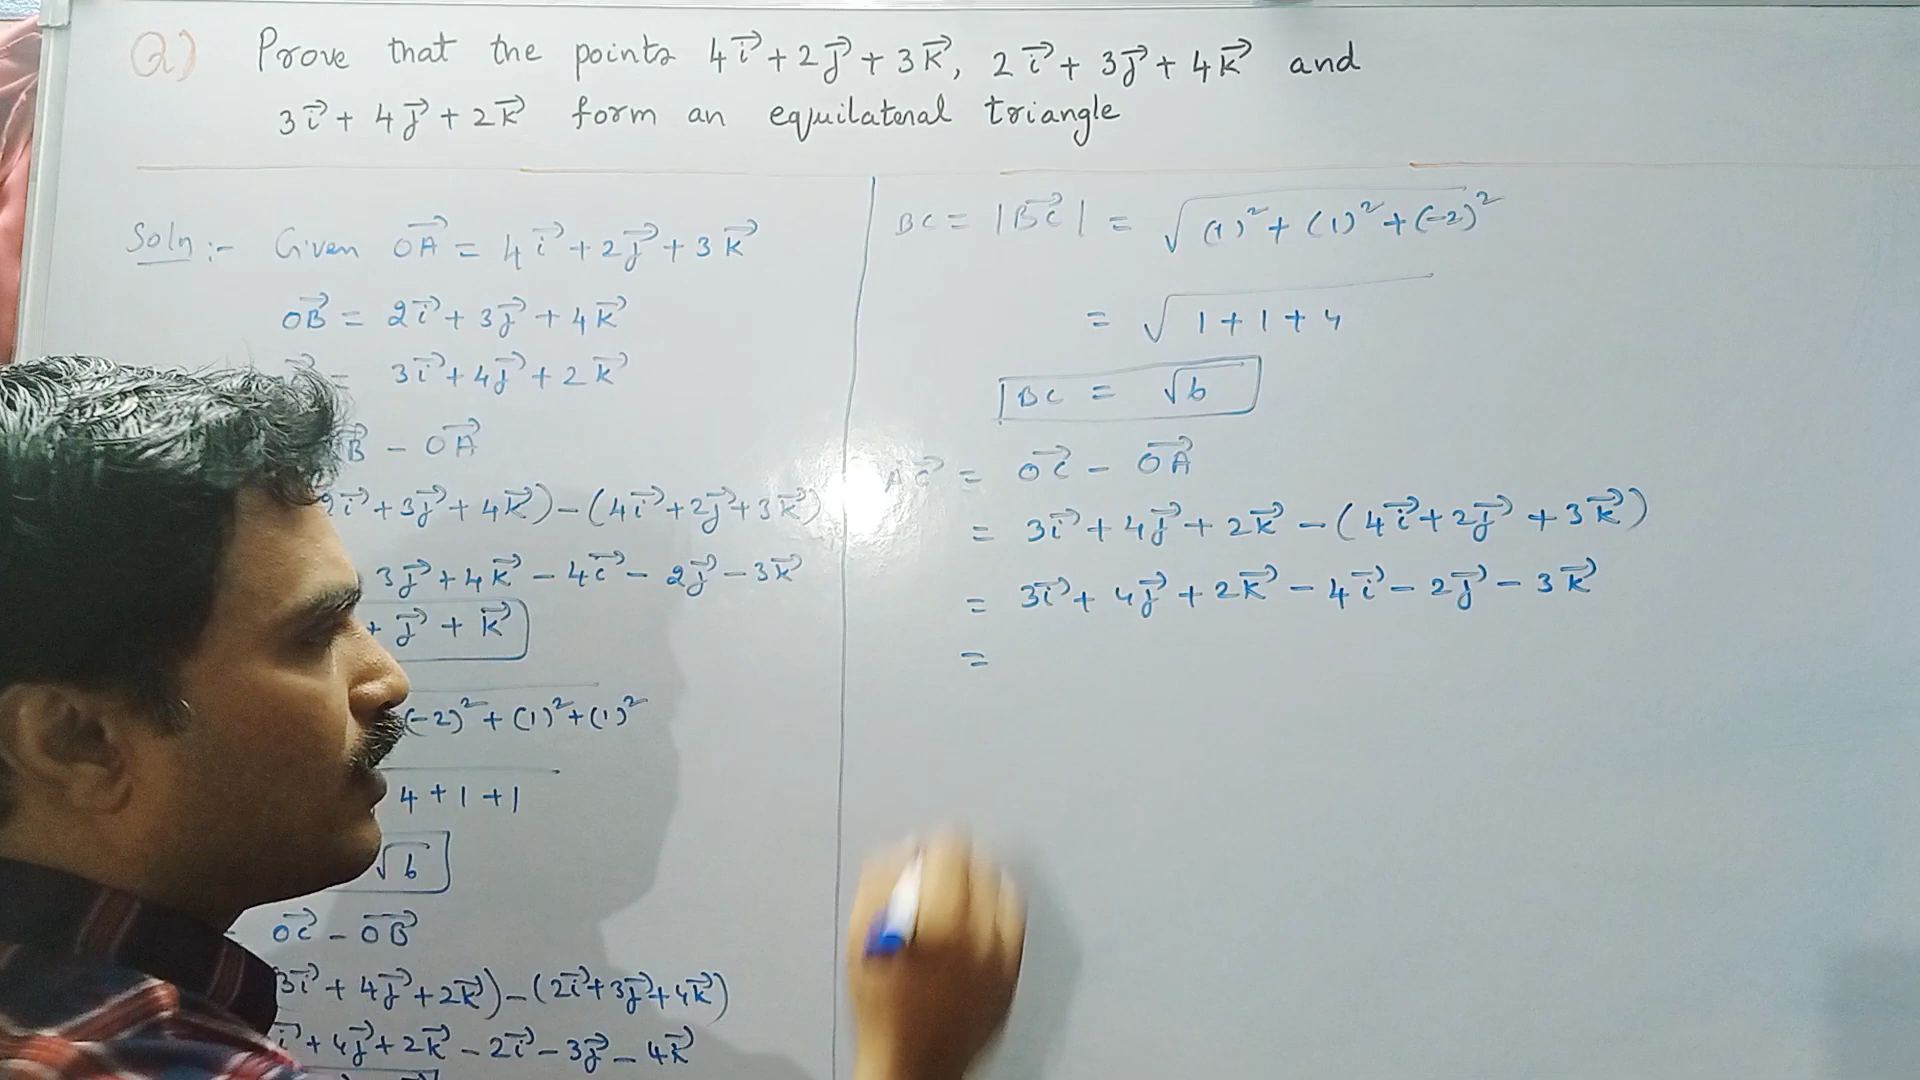 Q) Prove that the points 4i⃗ + 2j⃗ + 3k⃗, 2i⃗ + 3j⃗ + 4k⃗ and
3i⃗ + 4j⃗ + 2k⃗ form an equilateral triangle
Soln :- Given OA⃗ = 4i⃗ + 2j⃗ + 3k⃗
OB⃗ = 2i⃗ + 3j⃗ + 4k⃗
= 3i⃗ + 4j⃗ + 2k⃗
B⃗ - OA⃗
2i⃗ + 3j⃗ + 4k⃗) - (4i⃗ + 2j⃗ + 3k⃗)
3j⃗ + 4k⃗ - 4i⃗ - 2j⃗ - 3k⃗
+ j⃗ + k⃗
(-2)² + (1)² + (1)²
4 + 1 + 1
√6
OC⃗ - OB⃗
3i⃗ + 4j⃗ + 2k⃗) - (2i⃗ + 3j⃗ + 4k⃗)
i⃗ + 4j⃗ + 2k⃗ - 2i⃗ - 3j⃗ - 4k⃗
BC = |BC⃗| = √(1)² + (1)² + (-2)²
= √1 + 1 + 4
BC = √6
AC⃗ = OC⃗ - OA⃗
= 3i⃗ + 4j⃗ + 2k⃗ - (4i⃗ + 2j⃗ + 3k⃗)
= 3i⃗ + 4j⃗ + 2k⃗ - 4i⃗ - 2j⃗ - 3k⃗
=